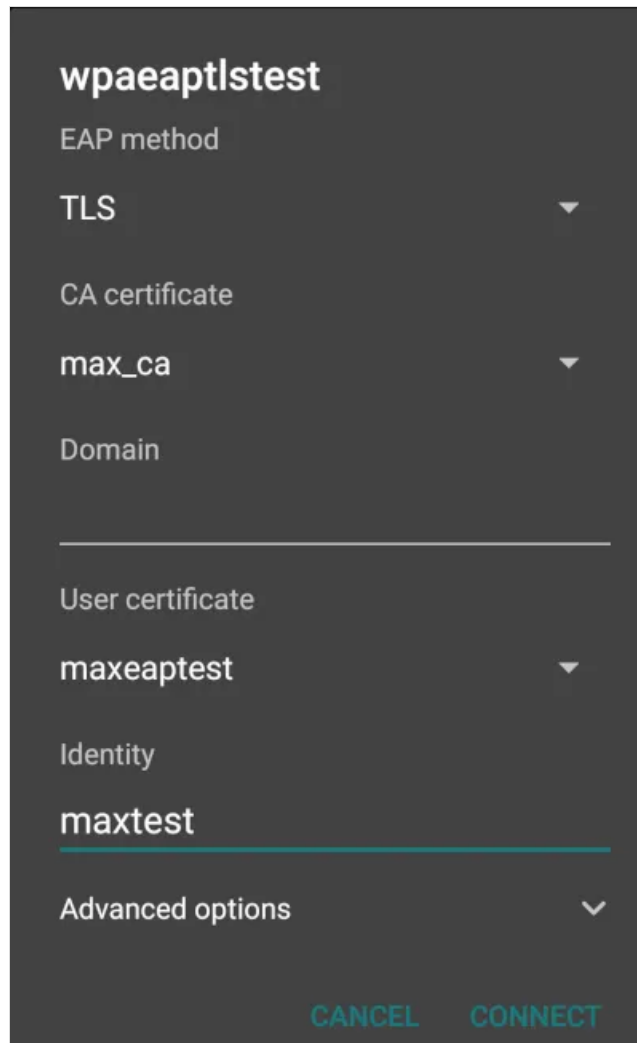 wpaeaptlstest
EAP method
TLS
CA certificate
max_ca
Domain
User certificate
maxeaptest
Identity
maxtest
Advanced options
CANCEL CONNECT